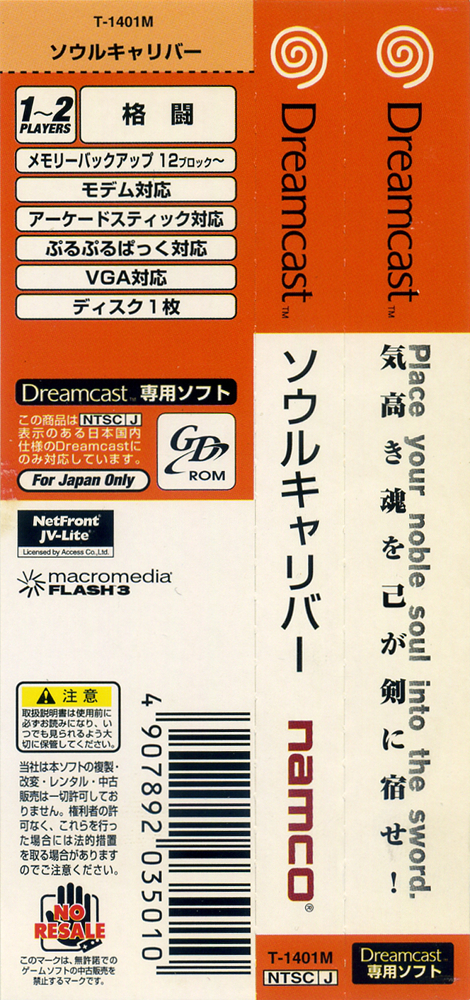 T-1401M
ソウルキャリバー
1〜2
PLAYERS
格闘
メモリーバックアップ 12ブロック〜
モデム対応
アーケードスティック対応
ぷるぷるぱっく対応
VGA対応
ディスク1枚
Dreamcast™ 専用ソフト
この商品は NTSC J
表示のある日本国内
仕様のDreamcastに
のみ対応しています。
For Japan Only
GD
ROM
NetFront®
JV-Lite®
Licensed by Access Co.,Ltd.
macromedia®
FLASH 3
注意
取扱説明書は使用前に
必ずお読みになり、い
つでも見られるよう大
切に保管してください。
当社は本ソフトの複製・
改変・レンタル・中古
販売は一切許可してお
りません。権利者の許
可なく、これらを行っ
た場合には法的措置
を取る場合があります
のでご注意ください。
NO
RESALE
このマークは、無許諾での
ゲームソフトの中古販売を
禁止するマークです。
4 907892 035010
Dreamcast™
ソウルキャリバー
namco®
T-1401M
NTSC J
Dreamcast™
Place your noble soul into the sword.
気高き魂を己が剣に宿せ!
Dreamcast™
専用ソフト